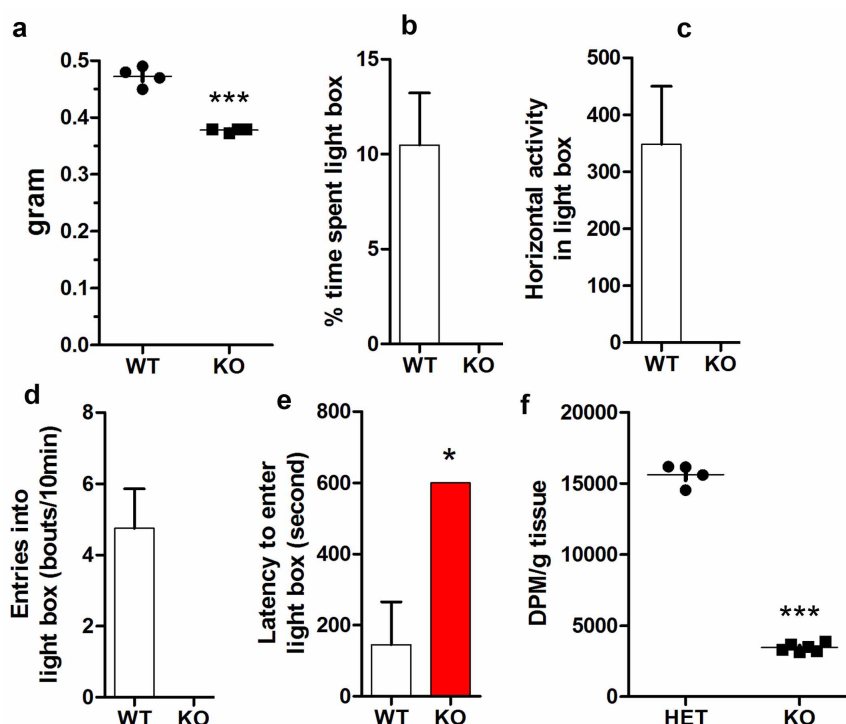 a
gram
0.5
0.4
0.3
0.2
0.1
0.0
***
WT KO
b
% time spent light box
15
10
5
0
WT KO
c
Horizontal activity
in light box
500
400
300
200
100
0
WT KO
d
Entries into
light box (bouts/10min)
8
6
4
2
0
WT KO
e
Latency to enter
light box (second)
800
600
400
200
0
*
WT KO
f
DPM/g tissue
20000
15000
10000
5000
0
***
HET KO